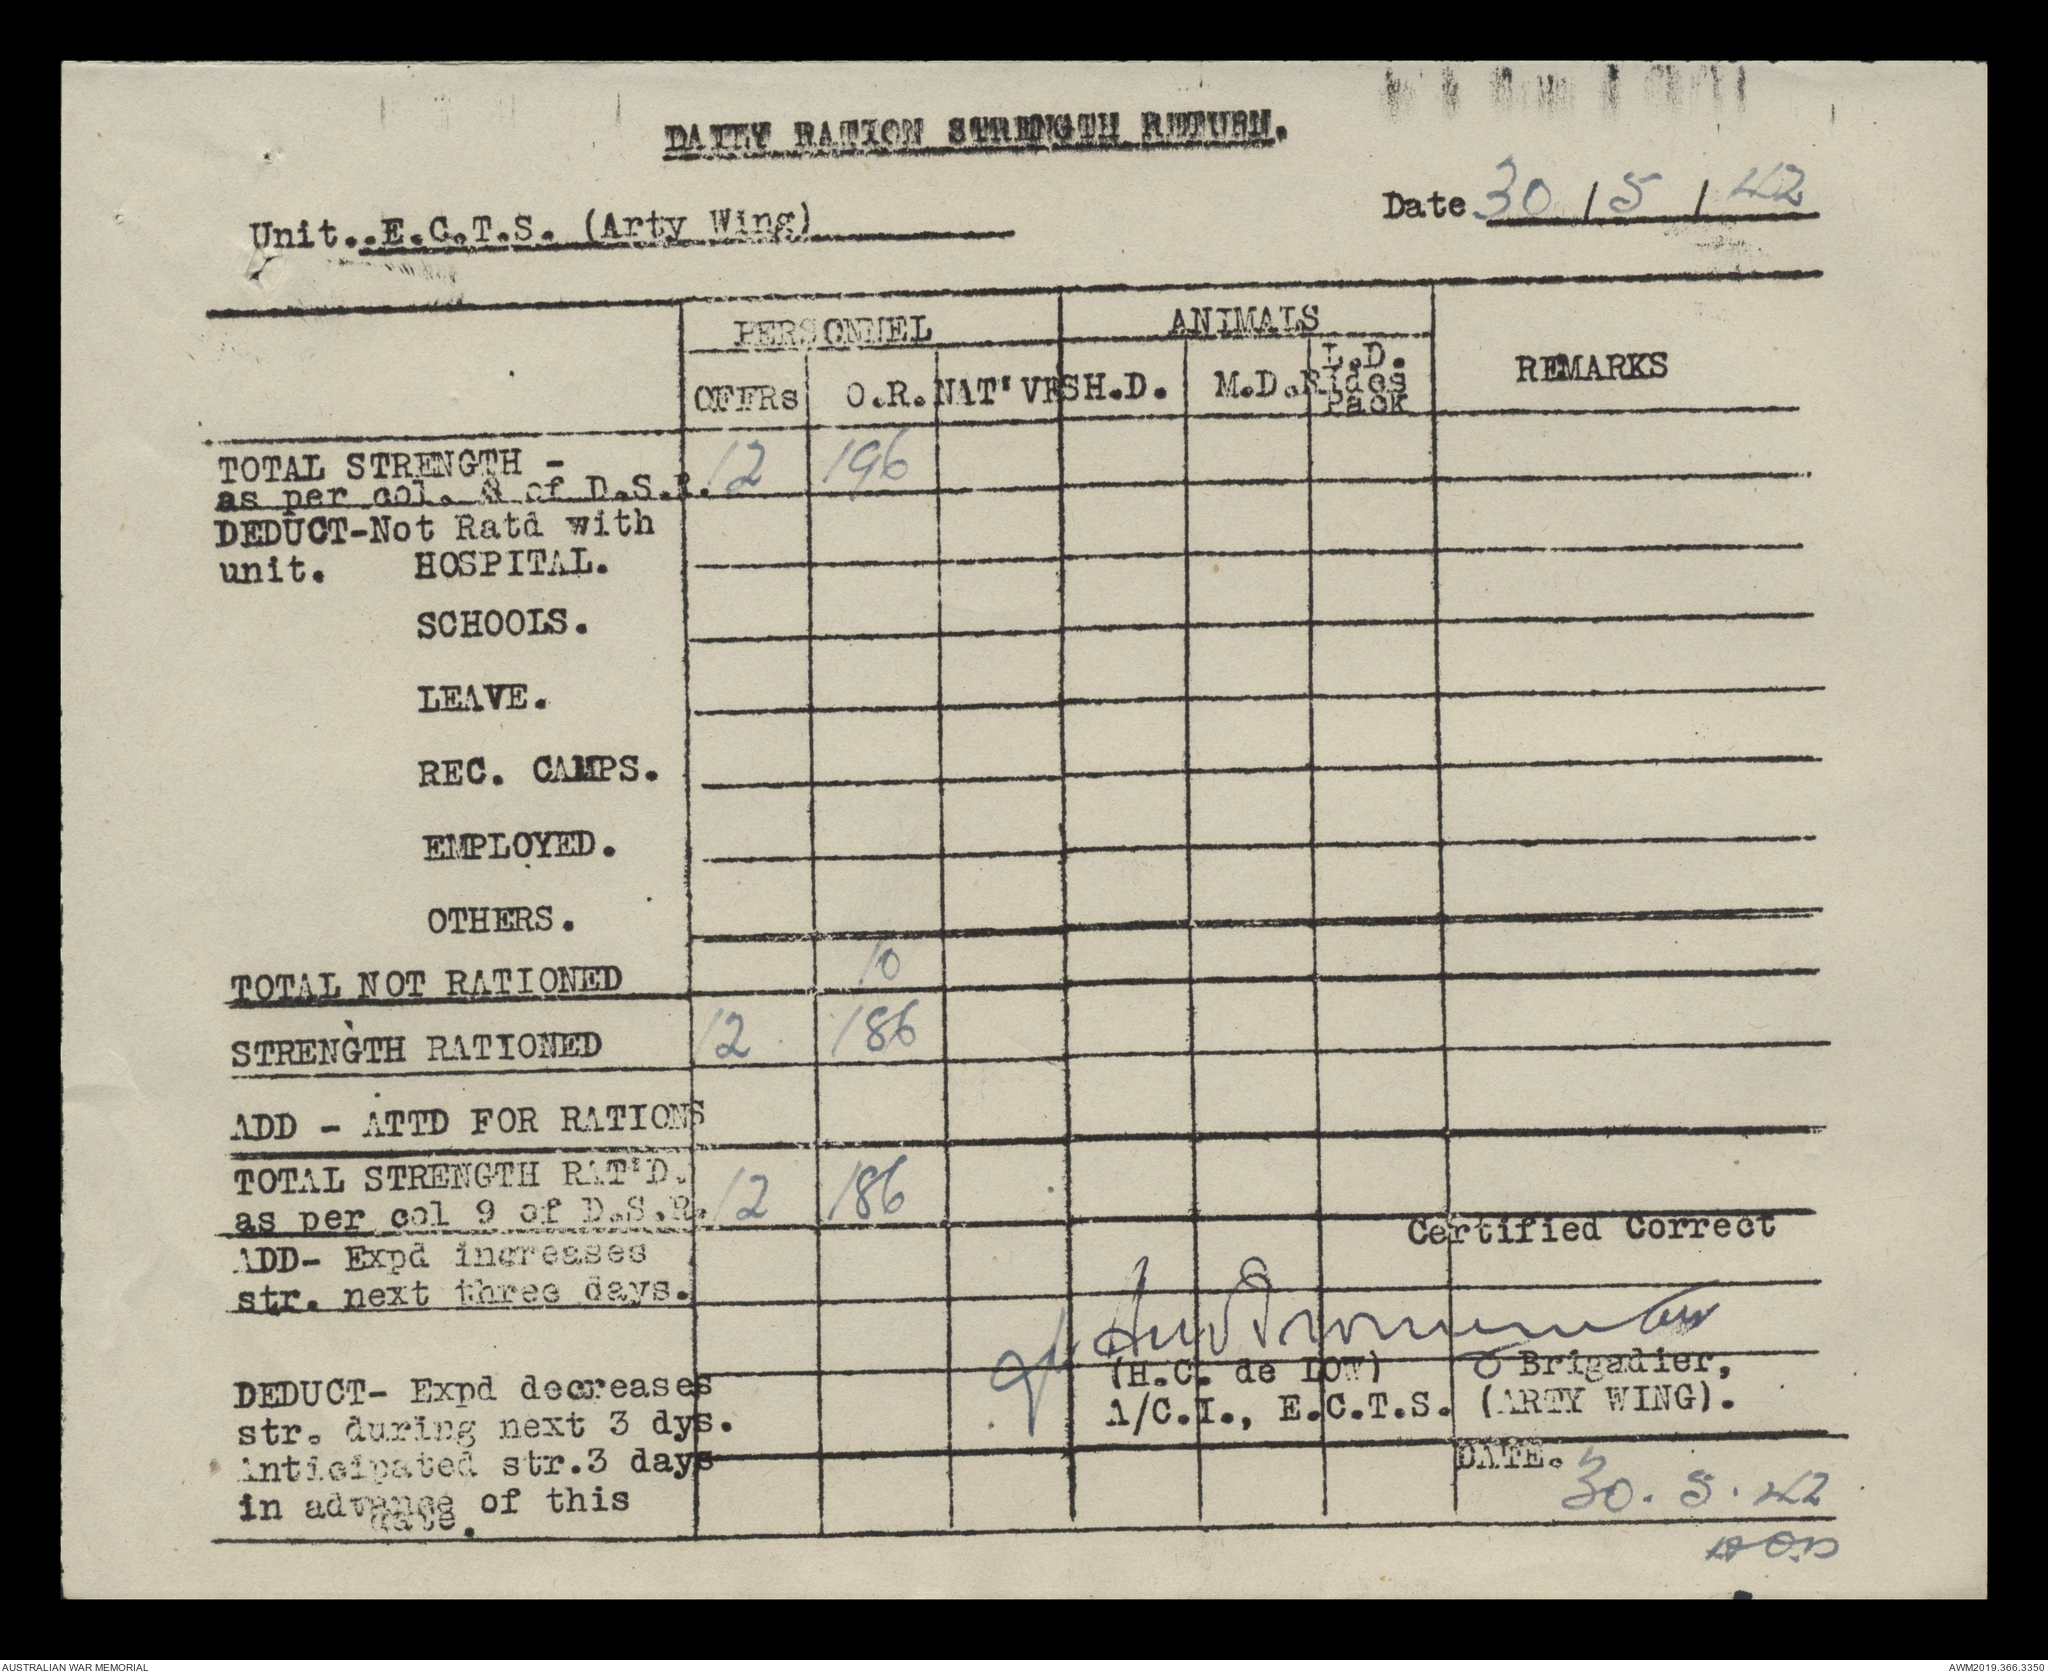 DAILY RATION STRENGTH RETURN.
Date 30 / 5 / 42
Unit..E.C.T.S. (Arty Wing)
PERSONNEL ANIMALS
OFFRs O.R. NAT'VES H.D. M.D. L.D. Rides Pack REMARKS
TOTAL STRENGTH -
as per col. 8 of D.S.R. 12 196
DEDUCT-Not Ratd with
unit. HOSPITAL.
SCHOOLS.
LEAVE.
REC. CAMPS.
EMPLOYED.
OTHERS.
TOTAL NOT RATIONED 10
STRENGTH RATIONED 12 186
ADD - ATTD FOR RATIONS
TOTAL STRENGTH RAT'D.
as per col 9 of D.S.R. 12 186
Certified Correct
ADD- Expd increases
str. next three days.
(H.C. de LOW) Brigadier,
A/C.I., E.C.T.S. (ARTY WING).
DEDUCT- Expd decreases
str. during next 3 dys.
Anticipated str.3 days
in advance of this
date.
DATE. 30. 5. 42
AUSTRALIAN WAR MEMORIAL
AWM2019.366.3350